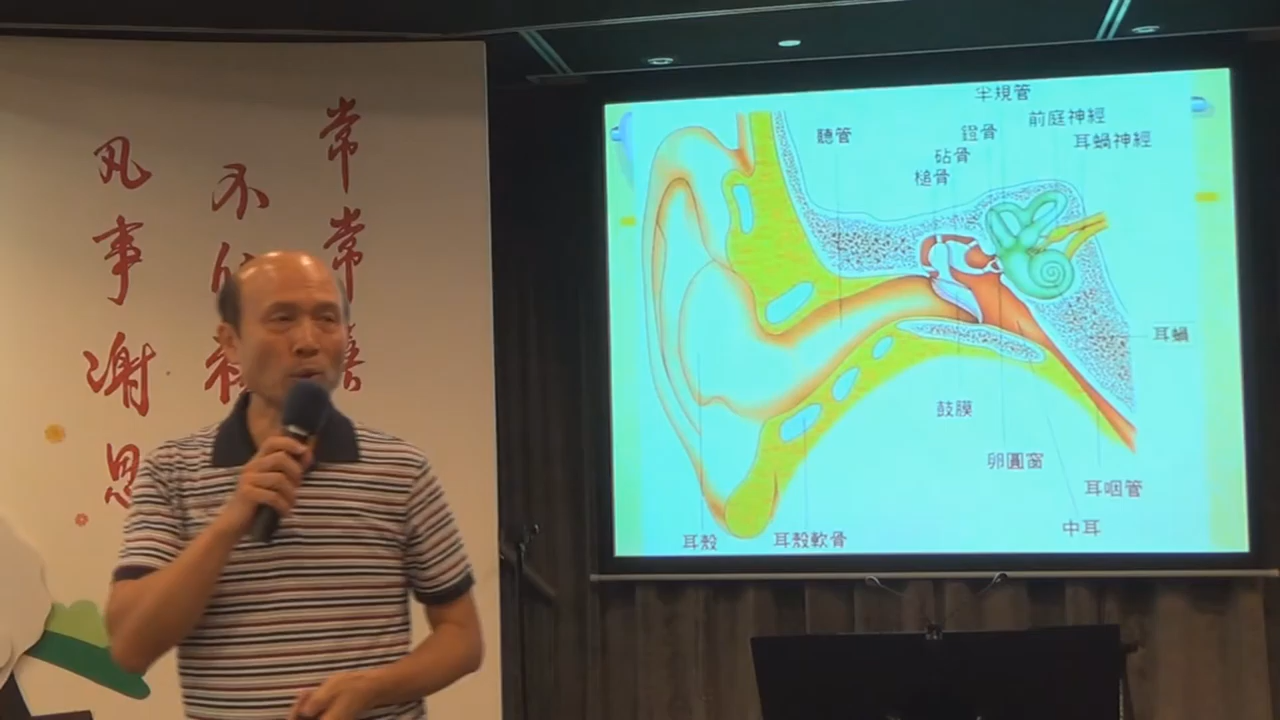 常常
不
凡事謝恩
半規管
前庭神經
聽管
鐙骨
耳蝸神經
砧骨
槌骨
耳蝸
鼓膜
卵圓窗
耳咽管
中耳
耳殼
耳殼軟骨